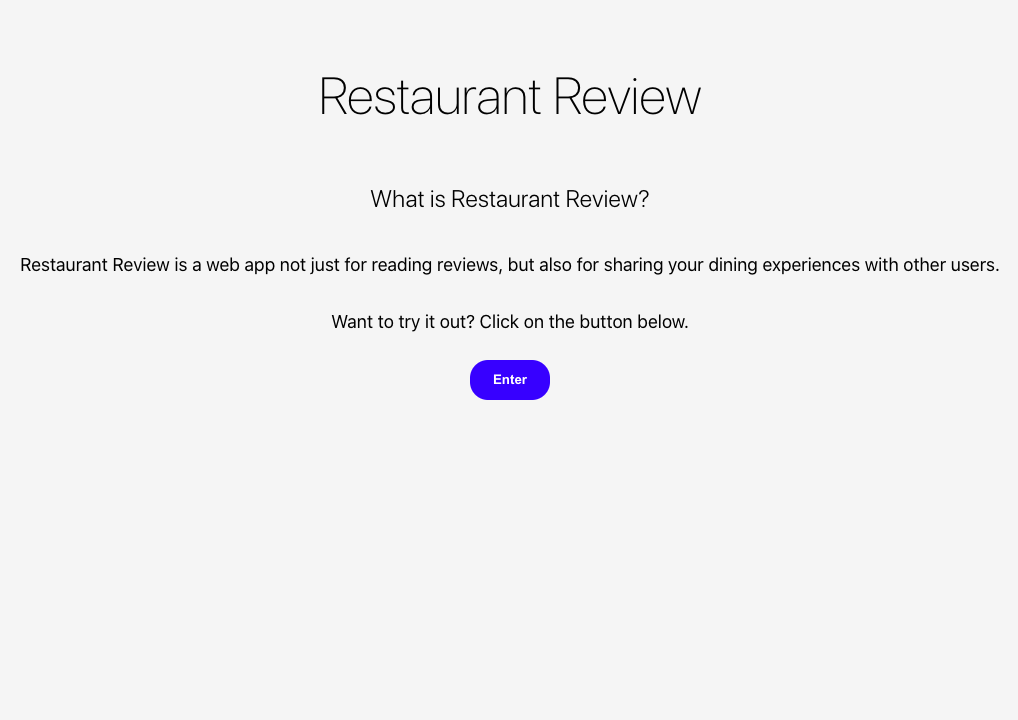 Restaurant Review
What is Restaurant Review?
Restaurant Review is a web app not just for reading reviews, but also for sharing your dining experiences with other users.
Want to try it out? Click on the button below.
Enter